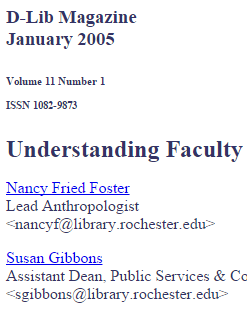 D-Lib Magazine
January 2005
Volume 11 Number 1
ISSN 1082-9873
Understanding Faculty
Nancy Fried Foster
Lead Anthropologist
<nancyf@library.rochester.edu>
Susan Gibbons
Assistant Dean, Public Services & Co
<sgibbons@library.rochester.edu>